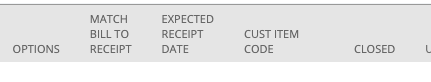 MATCH EXPECTED
BILL TO RECEIPT CUST ITEM
OPTIONS RECEIPT DATE CODE CLOSED